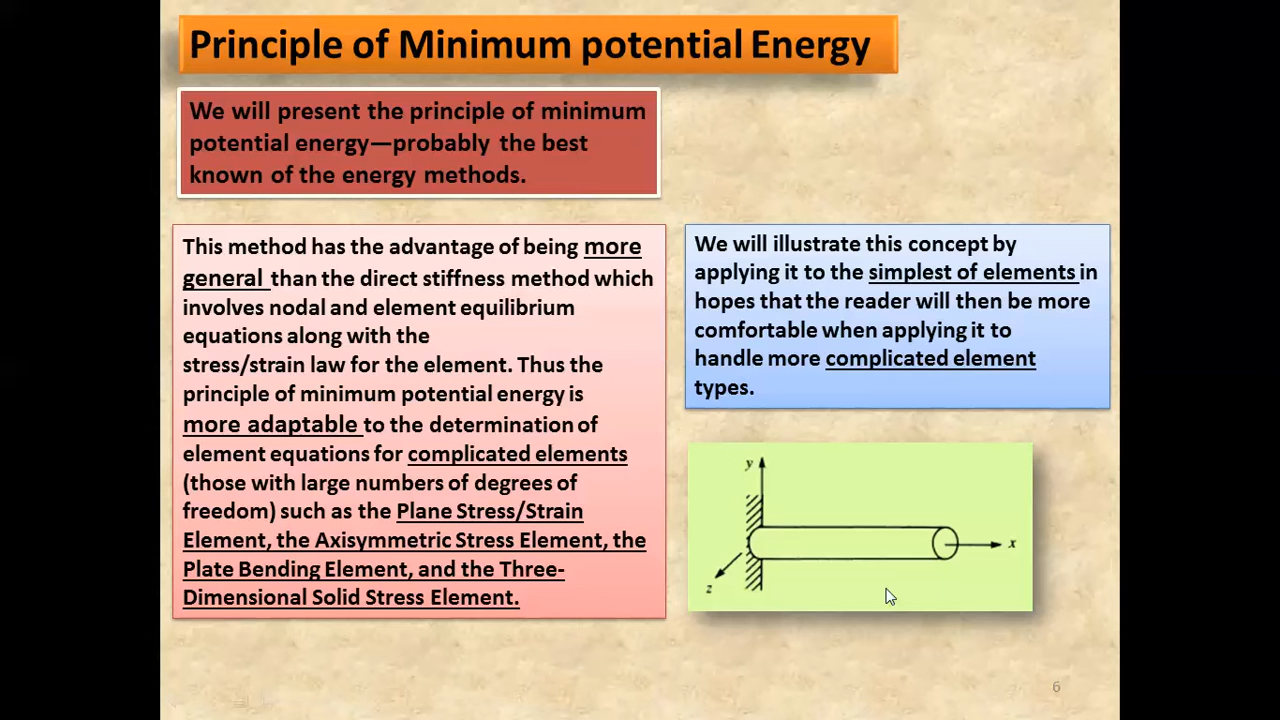 Principle of Minimum potential Energy
We will present the principle of minimum
potential energy—probably the best
known of the energy methods.
This method has the advantage of being more
general than the direct stiffness method which
involves nodal and element equilibrium
equations along with the
stress/strain law for the element. Thus the
principle of minimum potential energy is
more adaptable to the determination of
element equations for complicated elements
(those with large numbers of degrees of
freedom) such as the Plane Stress/Strain
Element, the Axisymmetric Stress Element, the
Plate Bending Element, and the Three-
Dimensional Solid Stress Element.
We will illustrate this concept by
applying it to the simplest of elements in
hopes that the reader will then be more
comfortable when applying it to
handle more complicated element
types.
y
x
z
6